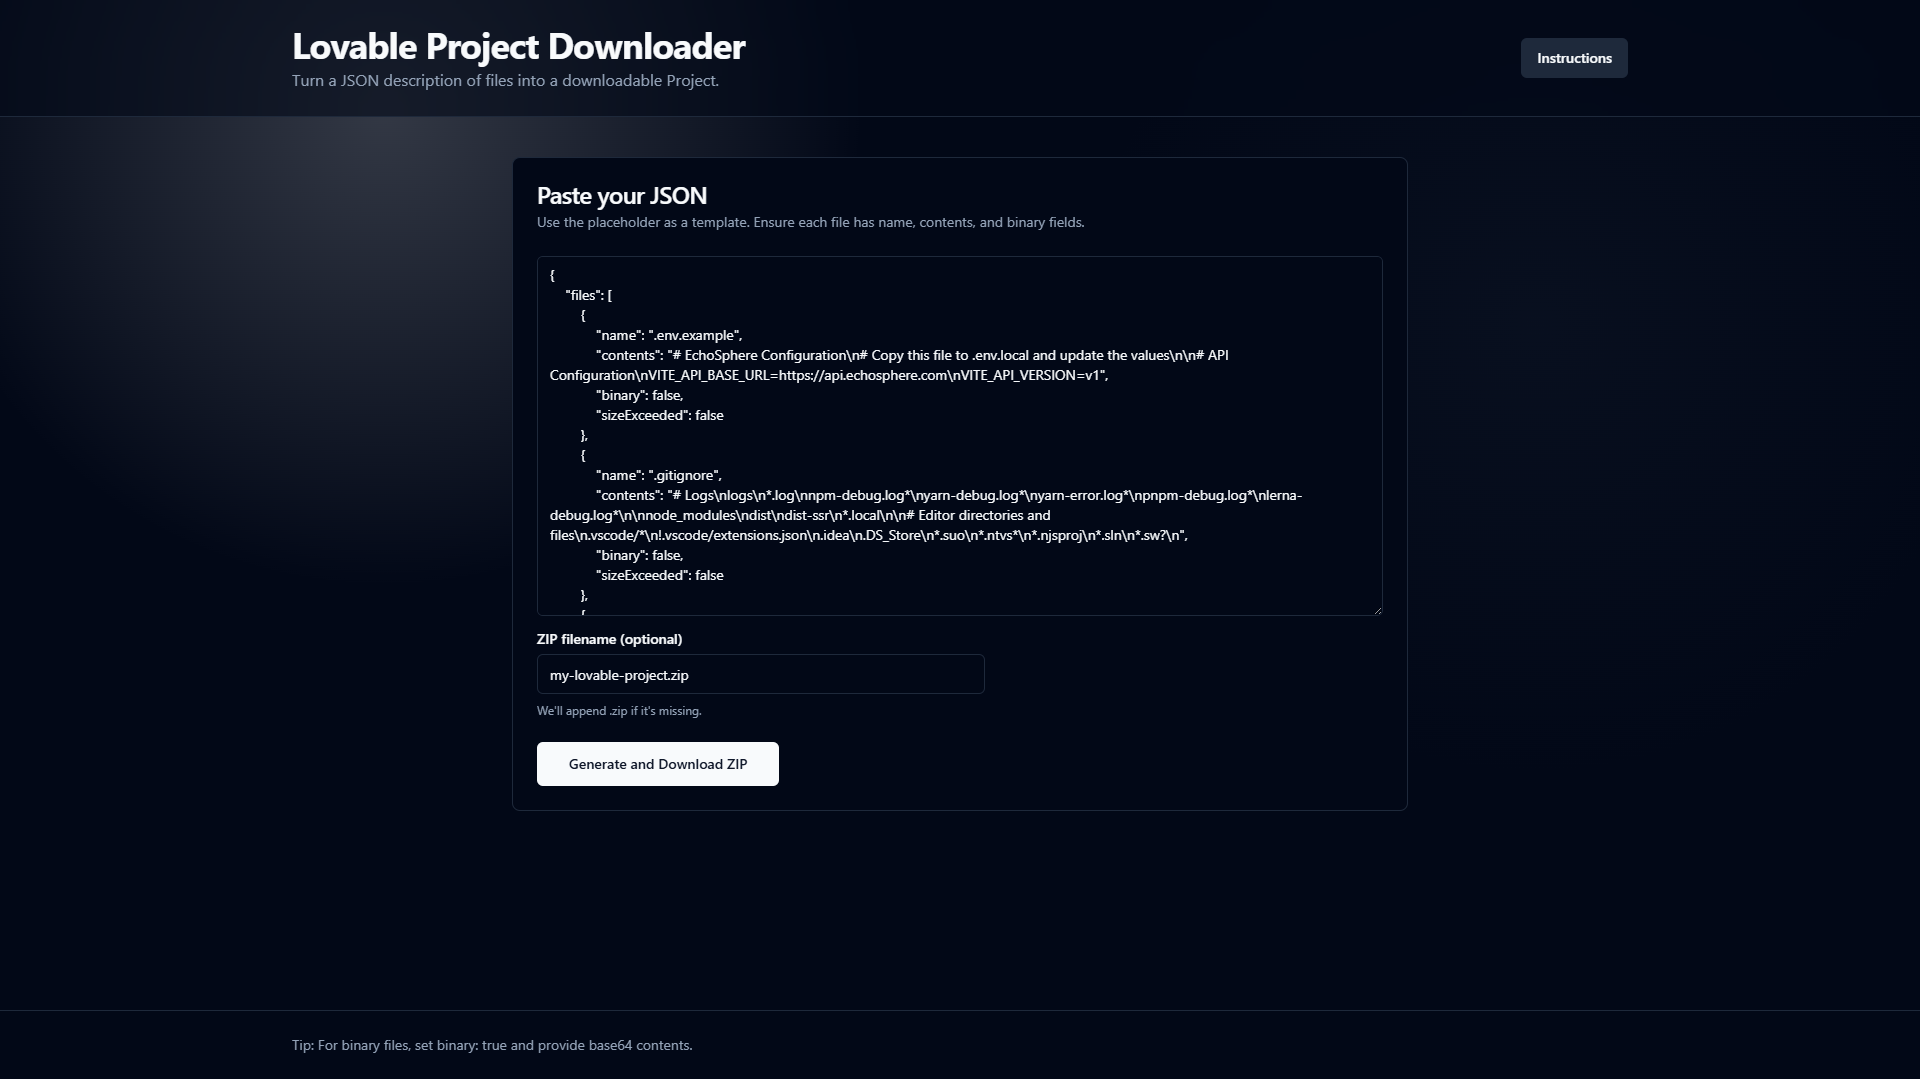 Lovable Project Downloader
Turn a JSON description of files into a downloadable Project.
Instructions
Paste your JSON
Use the placeholder as a template. Ensure each file has name, contents, and binary fields.
{
"files": [
{
"name": ".env.example",
"contents": "# EchoSphere Configuration\n# Copy this file to .env.local and update the values\n\n# API
Configuration\nVITE_API_BASE_URL=https://api.echosphere.com\nVITE_API_VERSION=v1",
"binary": false,
"sizeExceeded": false
},
{
"name": ".gitignore",
"contents": "# Logs\nlogs\n*.log\nnpm-debug.log*\nyarn-debug.log*\nyarn-error.log*\npnpm-debug.log*\nlerna-
debug.log*\n\nnode_modules\ndist\ndist-ssr\n*.local\n\n# Editor directories and
files\n.vscode/*\n!.vscode/extensions.json\n.idea\n.DS_Store\n*.suo\n*.ntvs*\n*.njsproj\n*.sln\n*.sw?\n",
"binary": false,
"sizeExceeded": false
},
{
ZIP filename (optional)
my-lovable-project.zip
We'll append .zip if it's missing.
Generate and Download ZIP
Tip: For binary files, set binary: true and provide base64 contents.